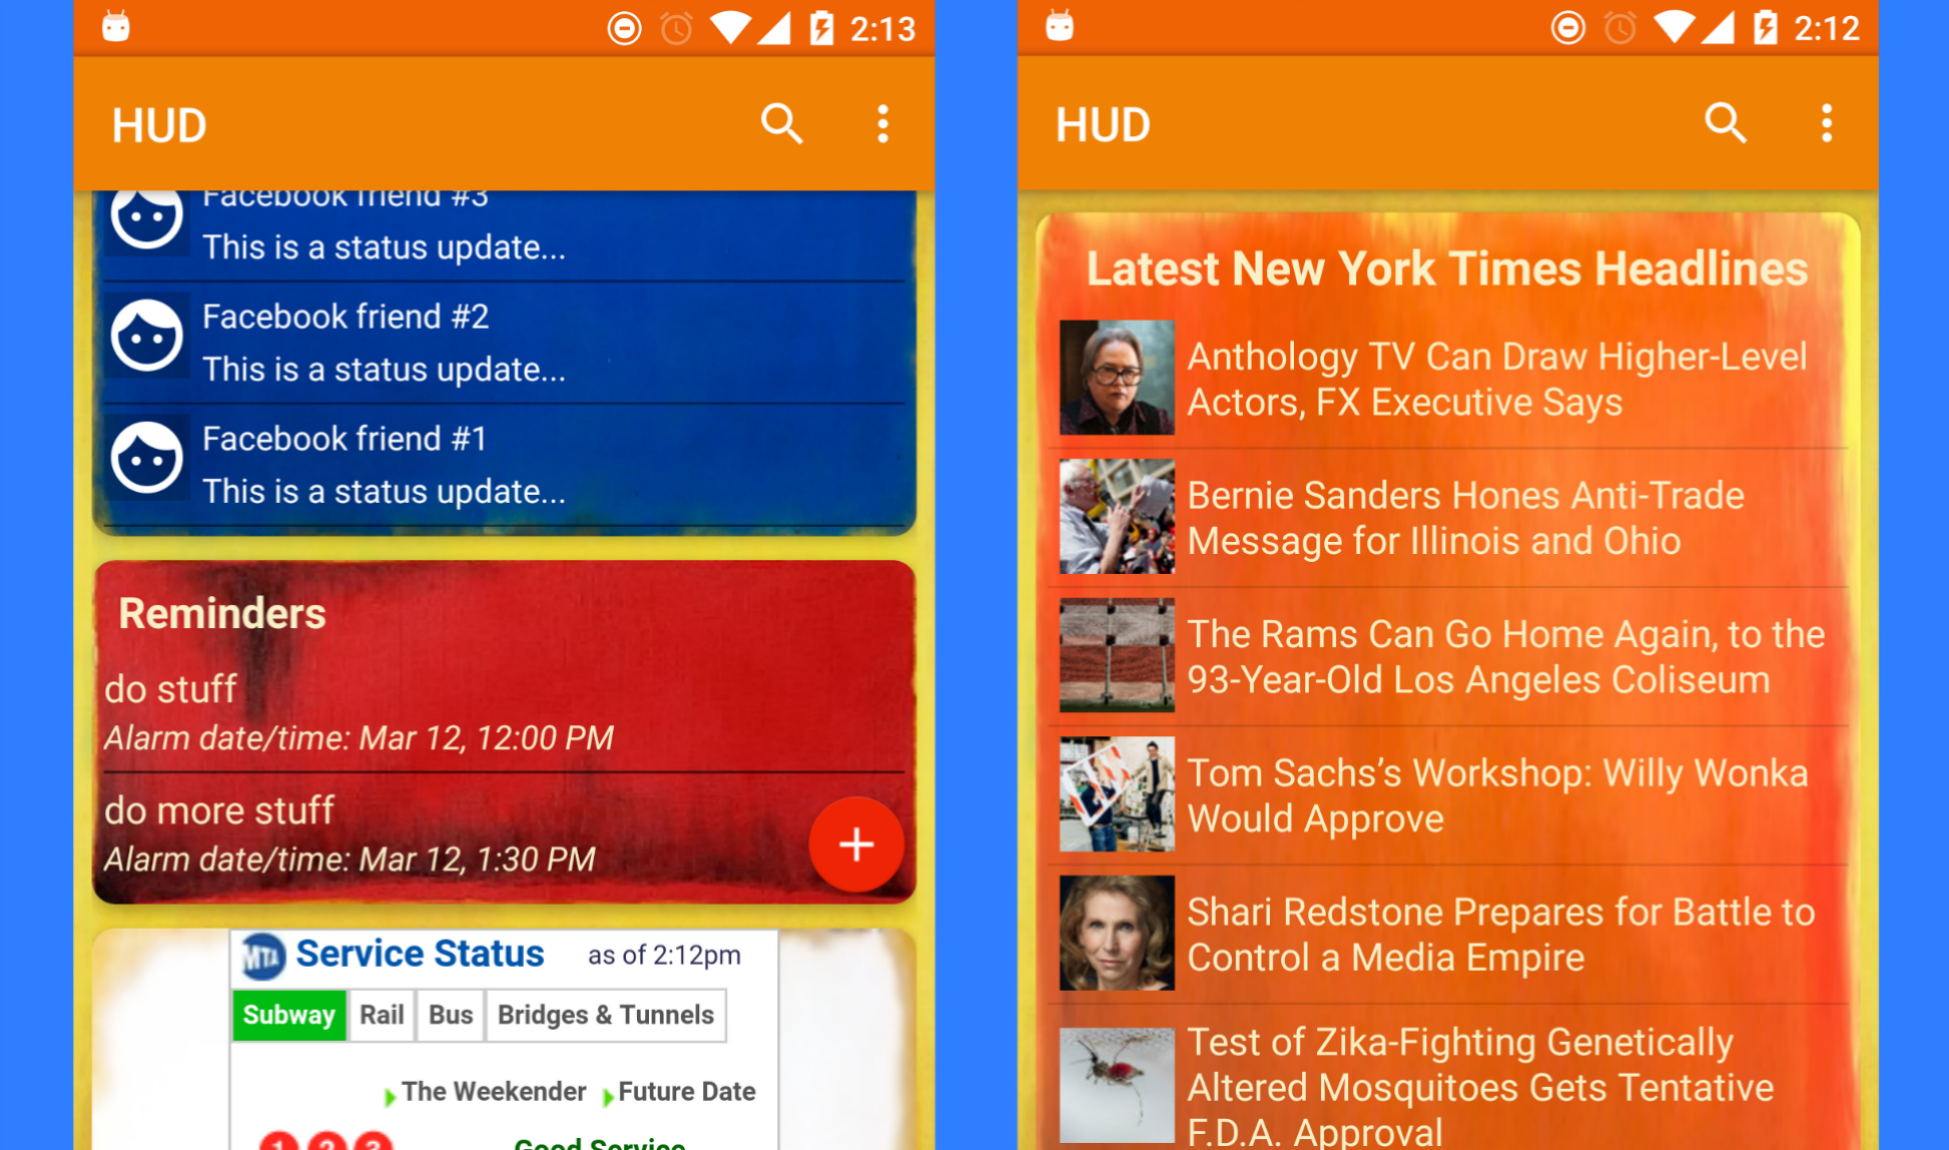 2:13
HUD
Facebook friend #3
This is a status update...
Facebook friend #2
This is a status update...
Facebook friend #1
This is a status update...
Reminders
do stuff
Alarm date/time: Mar 12, 12:00 PM
do more stuff
Alarm date/time: Mar 12, 1:30 PM
+
MTA Service Status as of 2:12pm
Subway Rail Bus Bridges & Tunnels
The Weekender Future Date
1 2 3 Good Service
2:12
HUD
Latest New York Times Headlines
Anthology TV Can Draw Higher-Level
Actors, FX Executive Says
Bernie Sanders Hones Anti-Trade
Message for Illinois and Ohio
The Rams Can Go Home Again, to the
93-Year-Old Los Angeles Coliseum
Tom Sachs’s Workshop: Willy Wonka
Would Approve
Shari Redstone Prepares for Battle to
Control a Media Empire
Test of Zika-Fighting Genetically
Altered Mosquitoes Gets Tentative
F.D.A. Approval